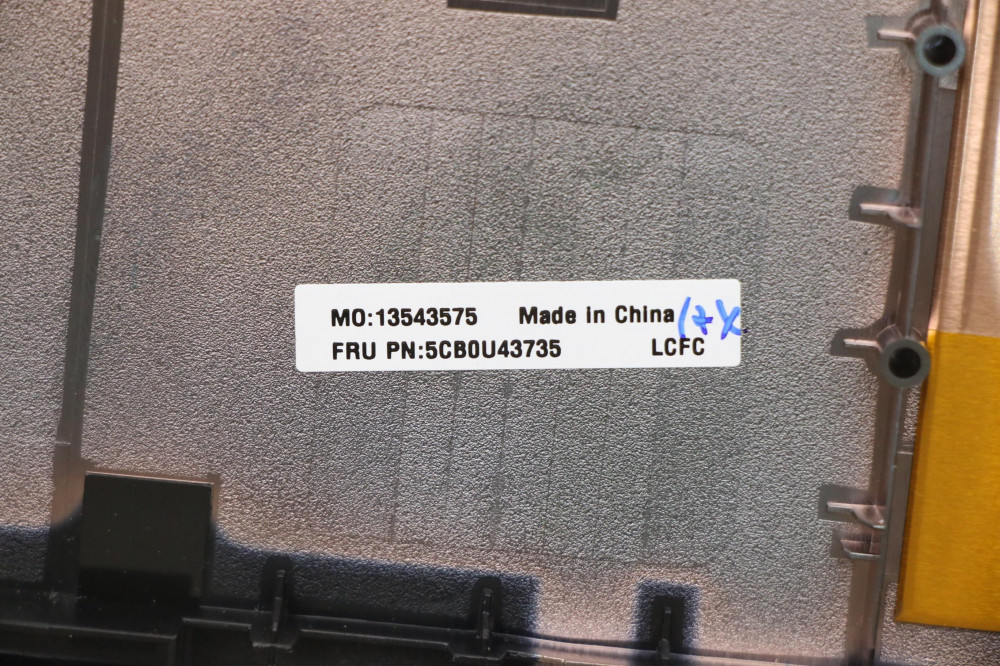 MO:13543575 Made in China
FRU PN:5CB0U43735 LCFC